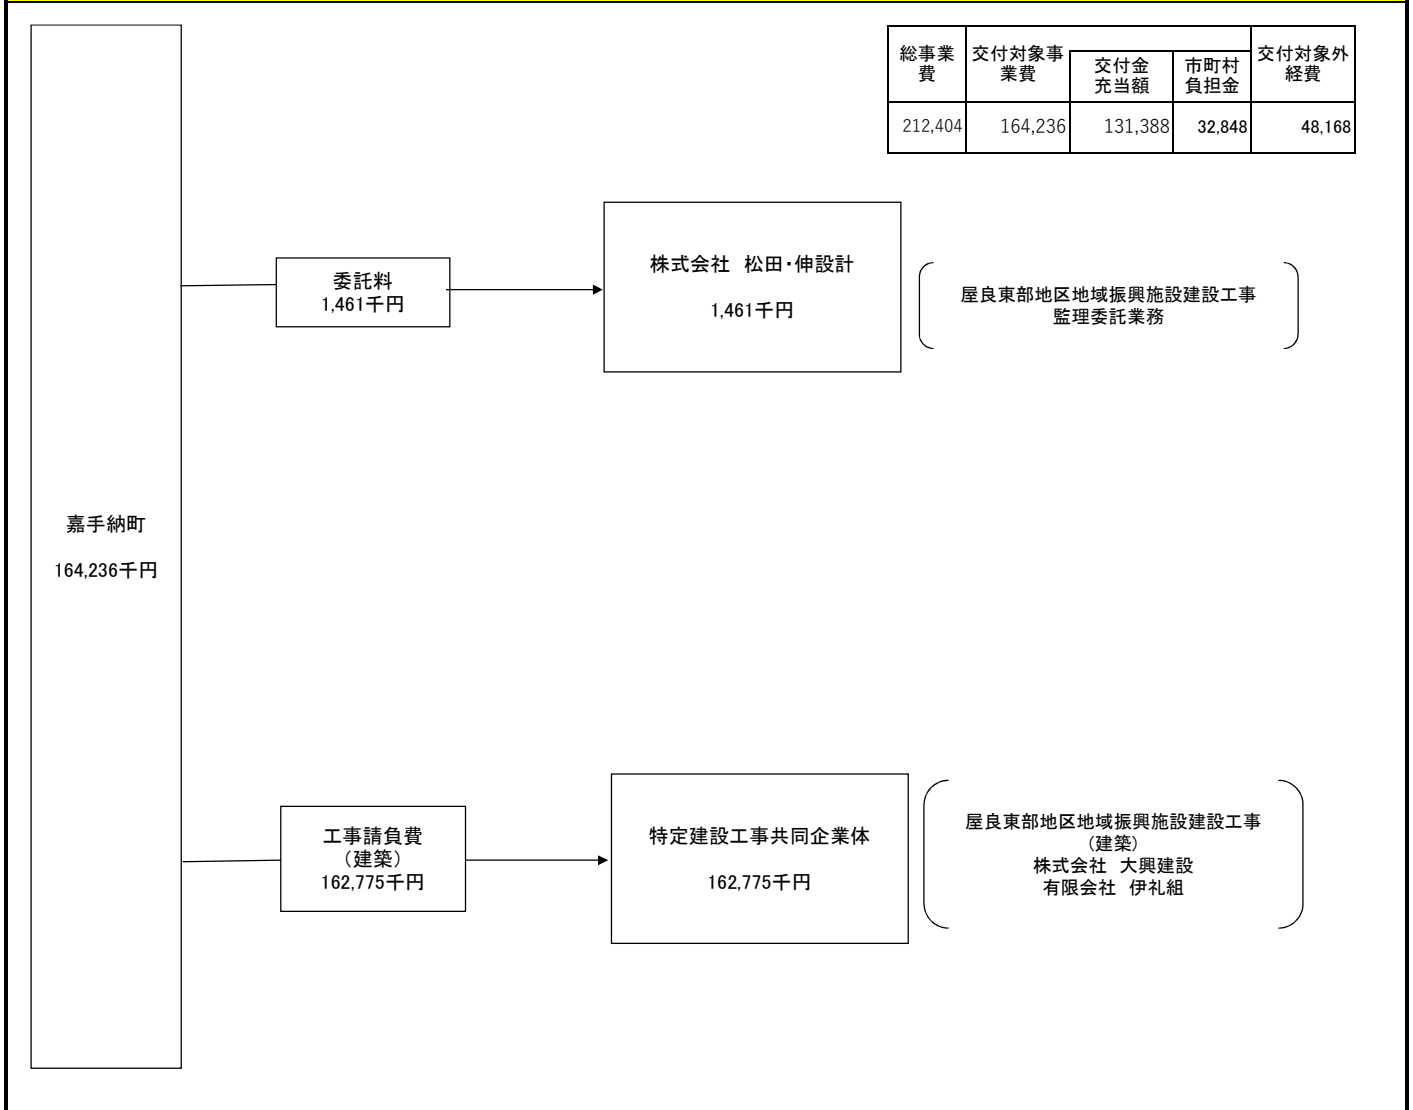 総事業
費
交付対象事
業費
交付金
充当額
市町村
負担金
交付対象外
経費
212,404
164,236
131,388
32,848
48,168
委託料
1,461千円
株式会社　松田・伸設計
1,461千円
屋良東部地区地域振興施設建設工事
監理委託業務
嘉手納町
164,236千円
工事請負費
（建築）
162,775千円
特定建設工事共同企業体
162,775千円
屋良東部地区地域振興施設建設工事
（建築）
株式会社　大興建設
有限会社　伊礼組